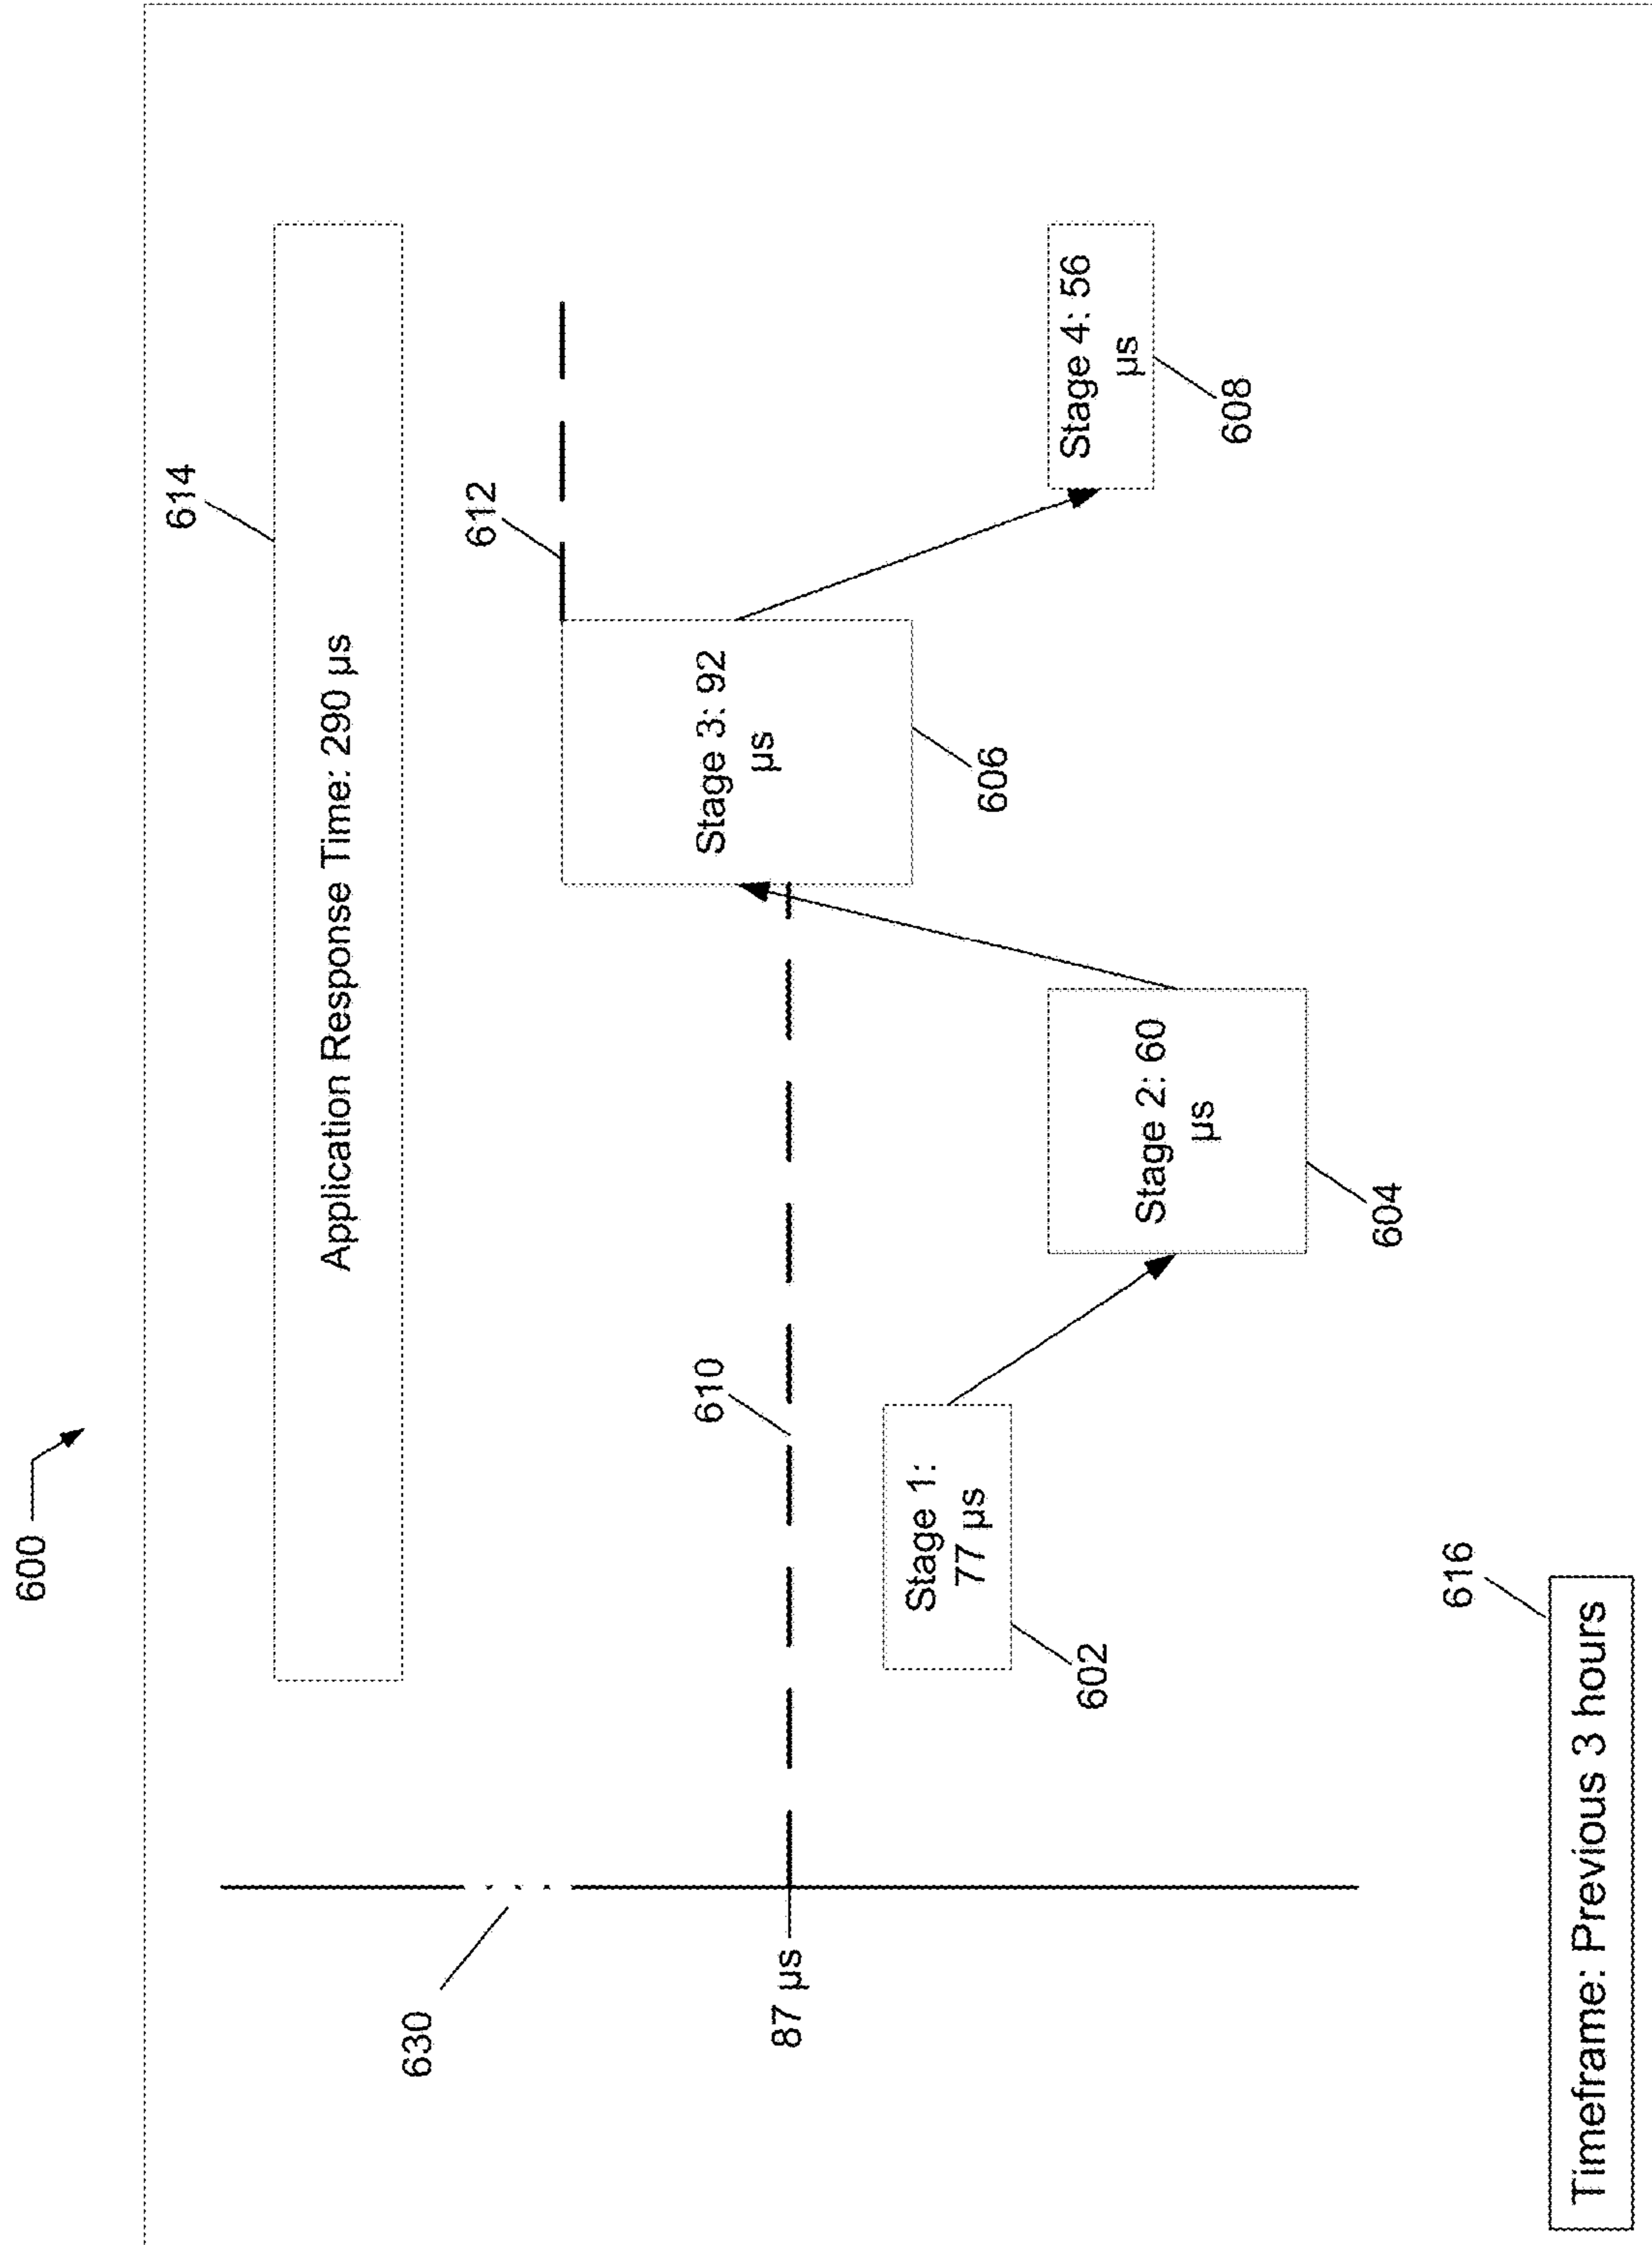 600
614
Application Response Time: 290 µs
612
610
Stage 3: 92
µs
606
630
87 µs
Stage 1:
77 µs
602
Stage 2: 60
µs
604
Stage 4: 56
µs
608
616
Timeframe: Previous 3 hours